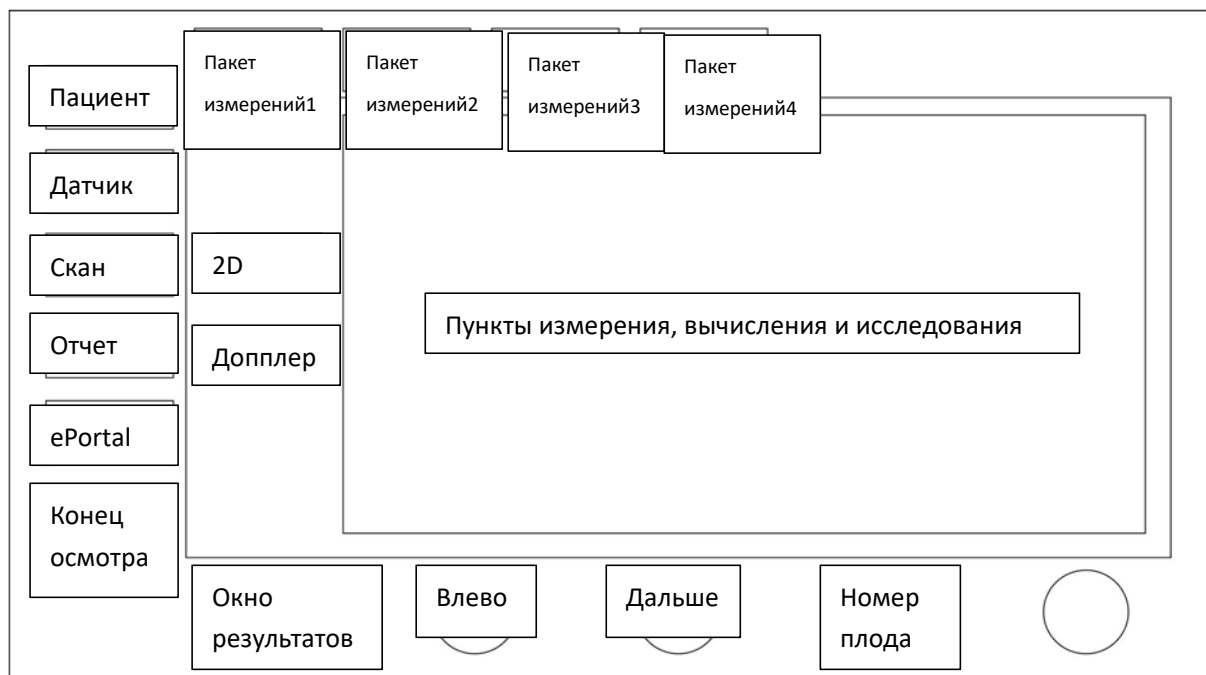 Пакет
измерений1
Пакет
измерений2
Пакет
измерений3
Пакет
измерений4
Пациент
Датчик
Скан
2D
Отчет
Допплер
Пункты измерения, вычисления и исследования
ePortal
Конец
осмотра
Окно
результатов
Влево
Дальше
Номер
плода